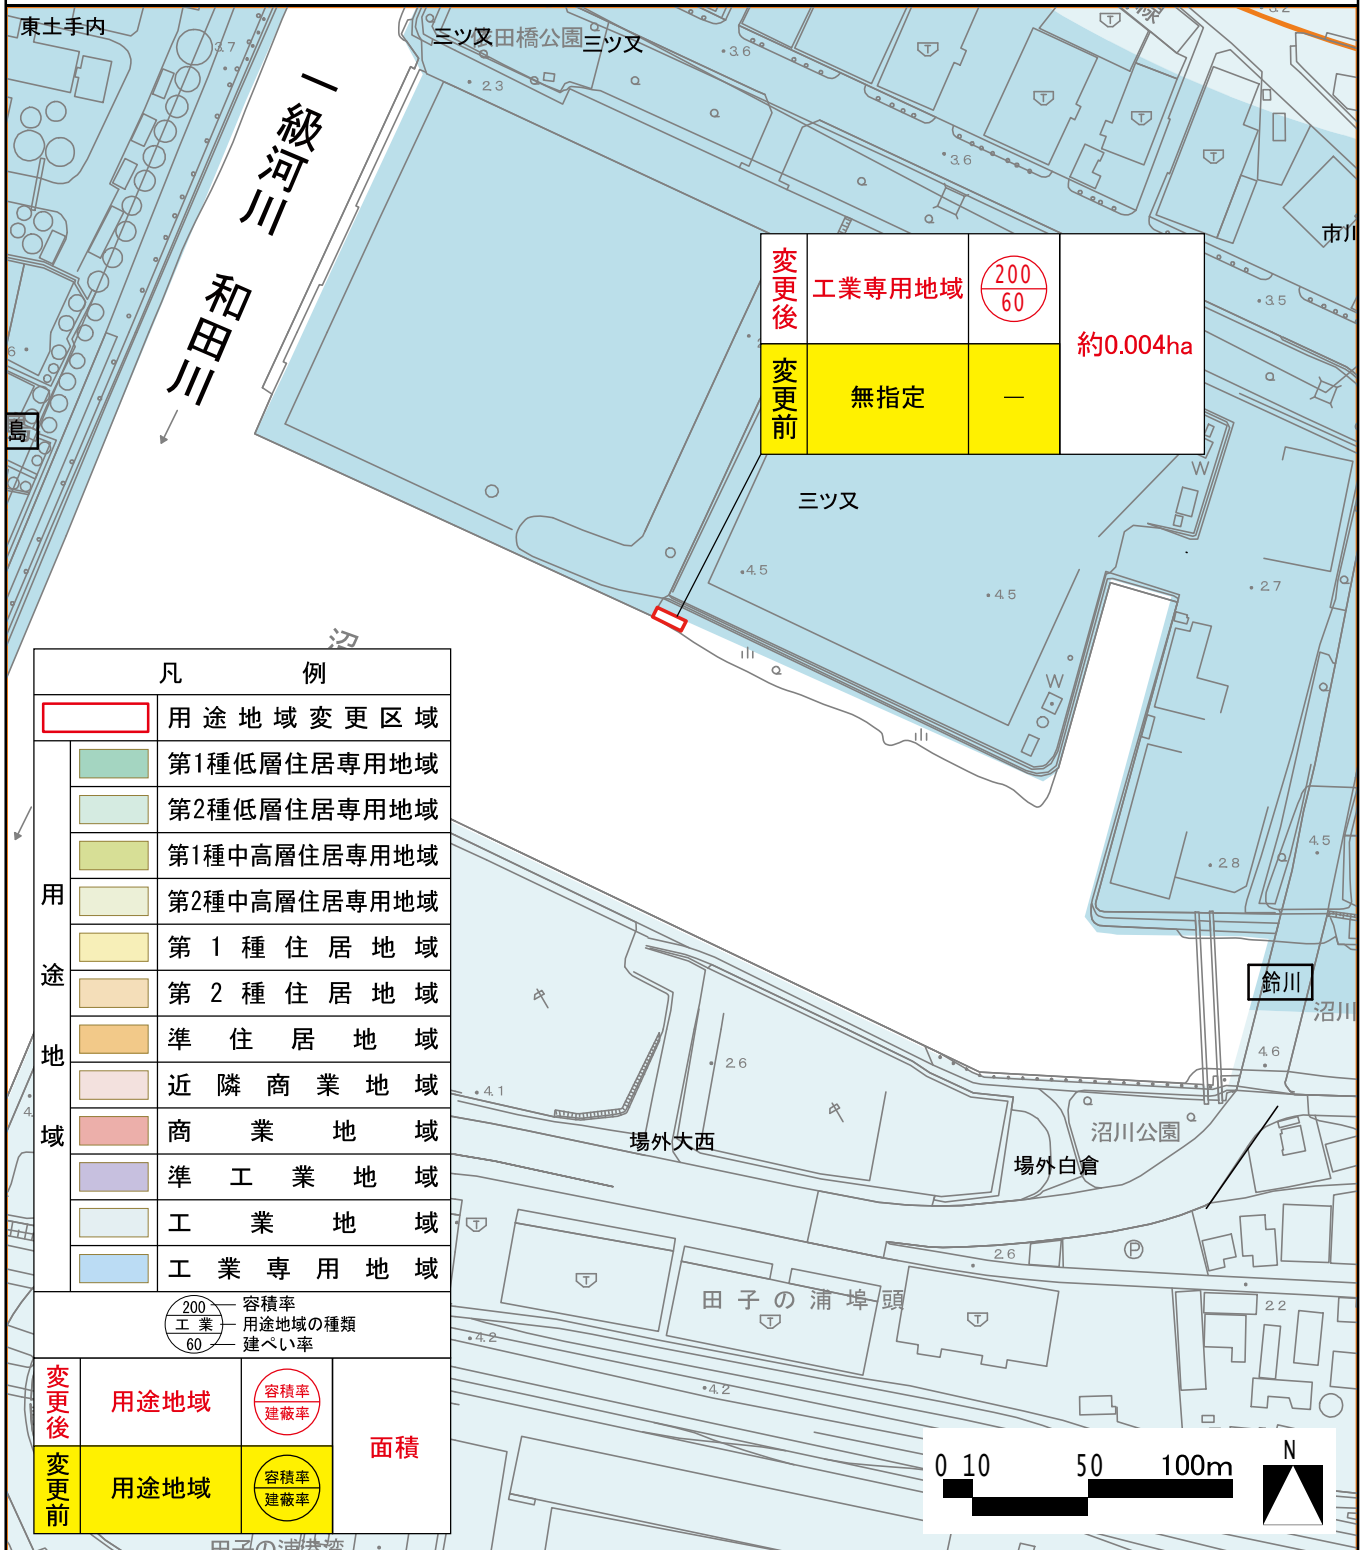 東土手内
三ツ又
田橋公園
三ツ又
3.7
2.3
3.6
3.6
3.5
市川
一級河川 和田川
島
変更後 工業専用地域 200 60
約0.004ha
変更前 無指定 —
三ツ又
W
4.5
4.5
2.7
W
沼
凡例
用途地域変更区域
用途地域
第1種低層住居専用地域
第2種低層住居専用地域
第1種中高層住居専用地域
第2種中高層住居専用地域
第1種住居地域
第2種住居地域
準住居地域
近隣商業地域
商業地域
準工業地域
工業地域
工業専用地域
200 容積率
工業 用途地域の種類
60 建ぺい率
変更後 用途地域 容積率 建蔽率
面積
変更前 用途地域 容積率 建蔽率
4.5
2.8
鈴川
沼川
4.6
2.6
4.1
場外大西
沼川公園
場外白倉
2.6
P
田子の浦埠頭
2.2
4.2
4.2
田子の浦港湾
0 10 50 100m
N